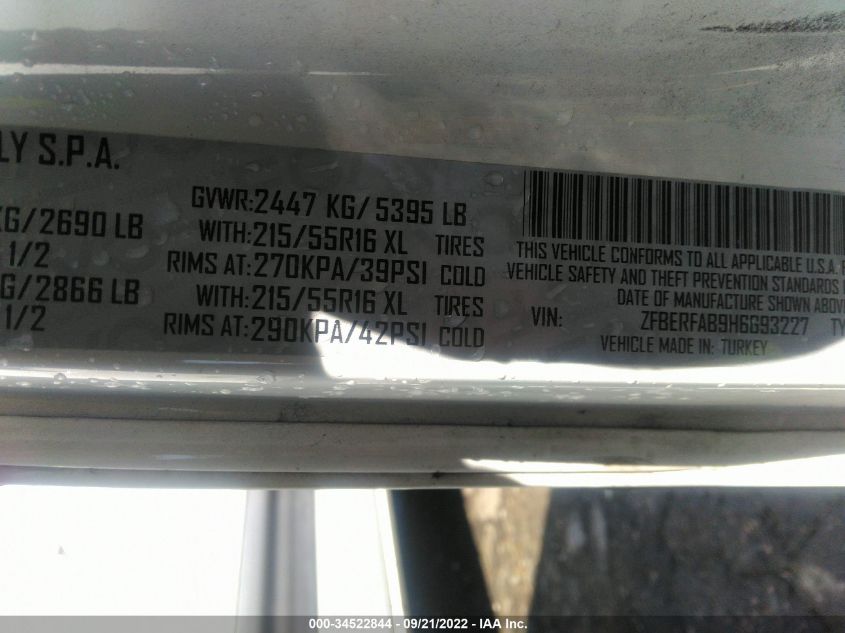 LY S.P.A.
KG/2690 LB
1/2
G/2866 LB
1/2
GVWR:2447 KG/ 5395 LB
WITH:215/55R16 XL TIRES
RIMS AT:270KPA/39PSI COLD
WITH:215/55R16 XL TIRES
RIMS AT:290KPA/42PSI COLD
THIS VEHICLE CONFORMS TO ALL APPLICABLE U.S.A.
VEHICLE SAFETY AND THEFT PREVENTION STANDARDS
DATE OF MANUFACTURE SHOWN ABOVE
VIN: ZFBERFAB9H6G93227 TY
VEHICLE MADE IN: TURKEY
000-34522844 - 09/21/2022 - IAA Inc.